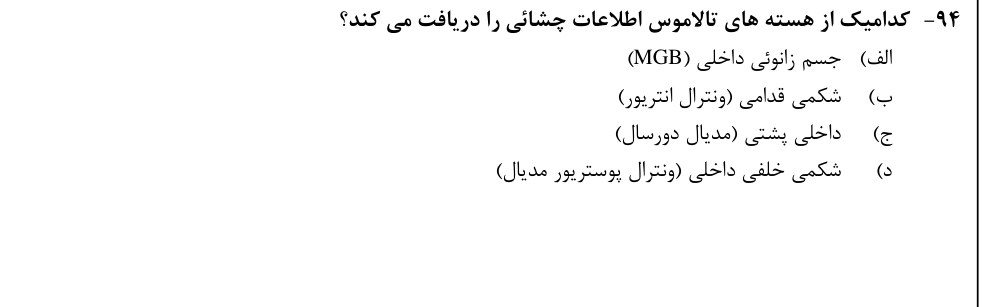 ۹۴- کدامیک از هسته های تالاموس اطلاعات چشائی را دریافت می کند؟
الف) جسم زانوئی داخلی (MGB)
ب) شکمی قدامی (ونترال انتریور)
ج) داخلی پشتی (مدیال دورسال)
د) شکمی خلفی داخلی (ونترال پوستریور مدیال)